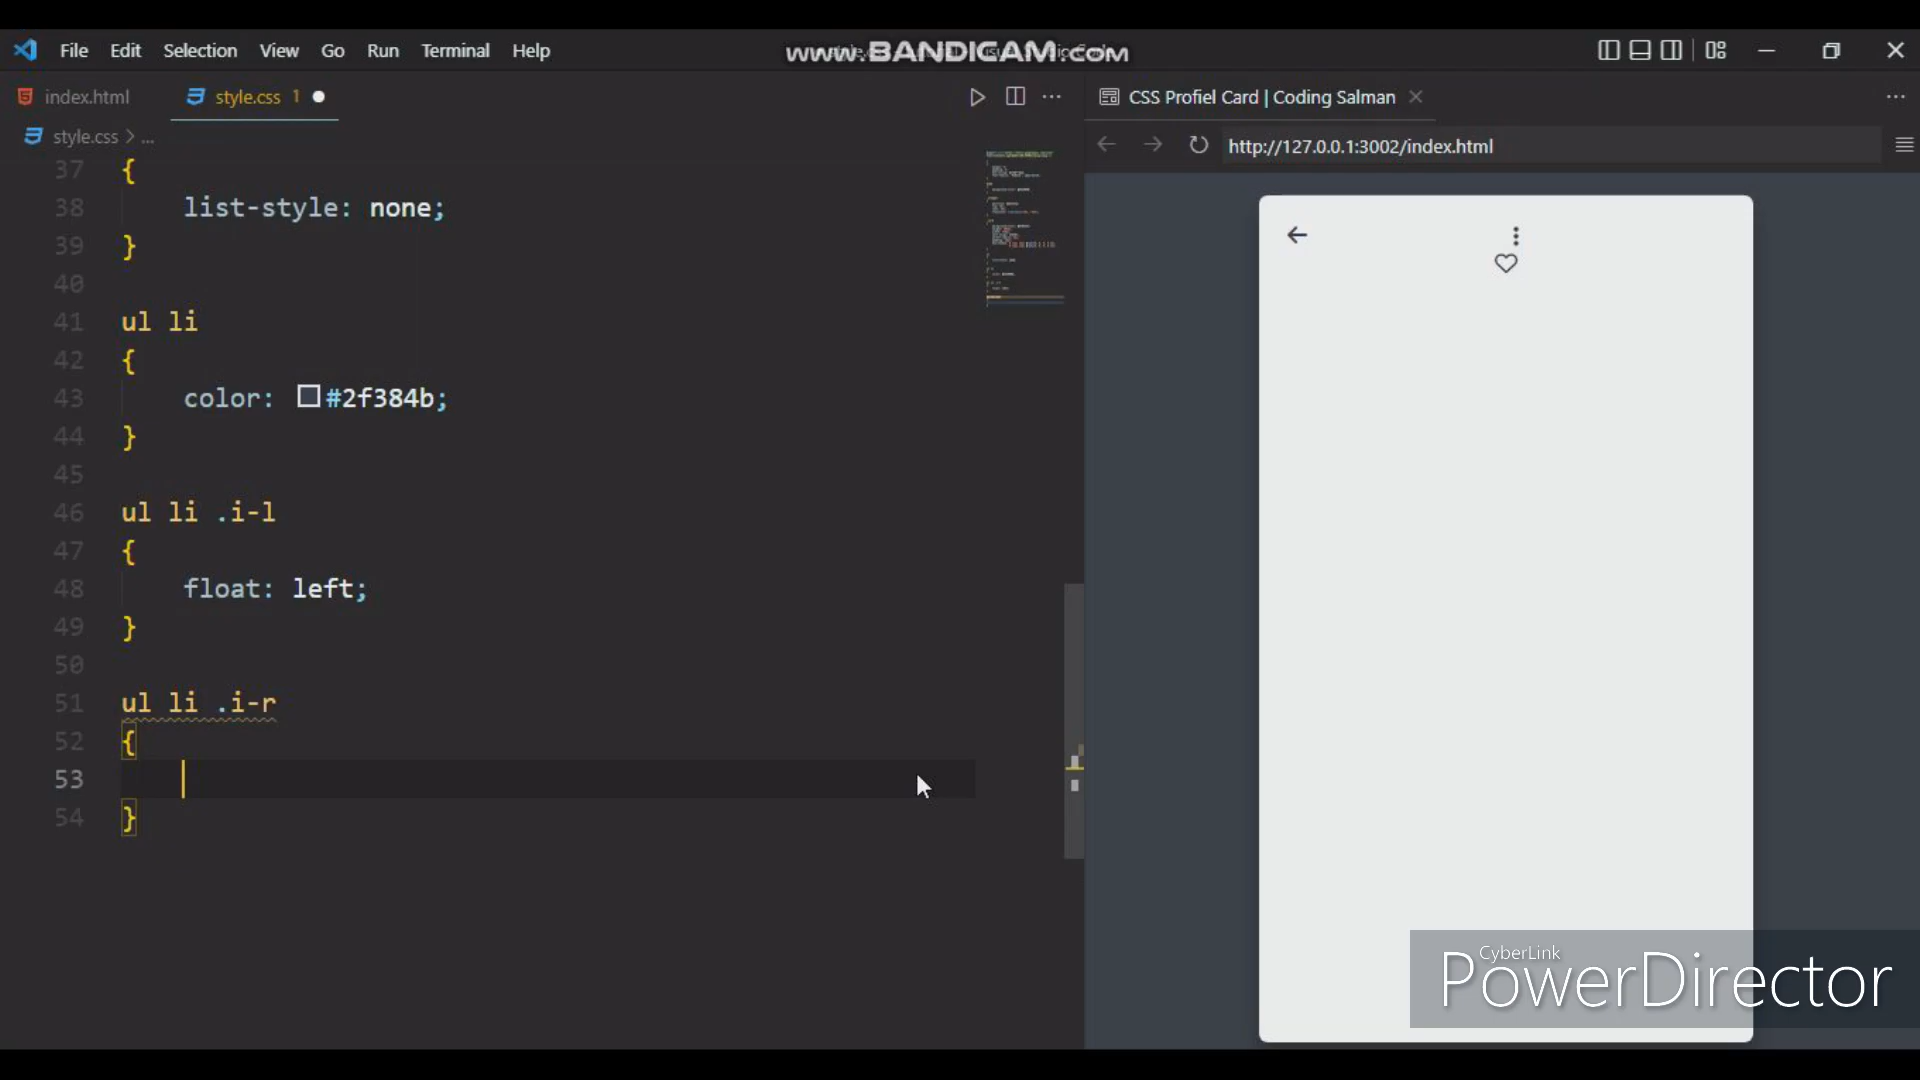 File Edit Selection View Go Run Terminal Help
www.BANDICAM.com
index.html
style.css 1
CSS Profiel Card | Coding Salman
style.css > ...
http://127.0.0.1:3002/index.html
37 {
38 list-style: none;
39 }
40
41 ul li
42 {
43 color: #2f384b;
44 }
45
46 ul li .i-l
47 {
48 float: left;
49 }
50
51 ul li .i-r
52 {
53
54 }
CyberLink
PowerDirector